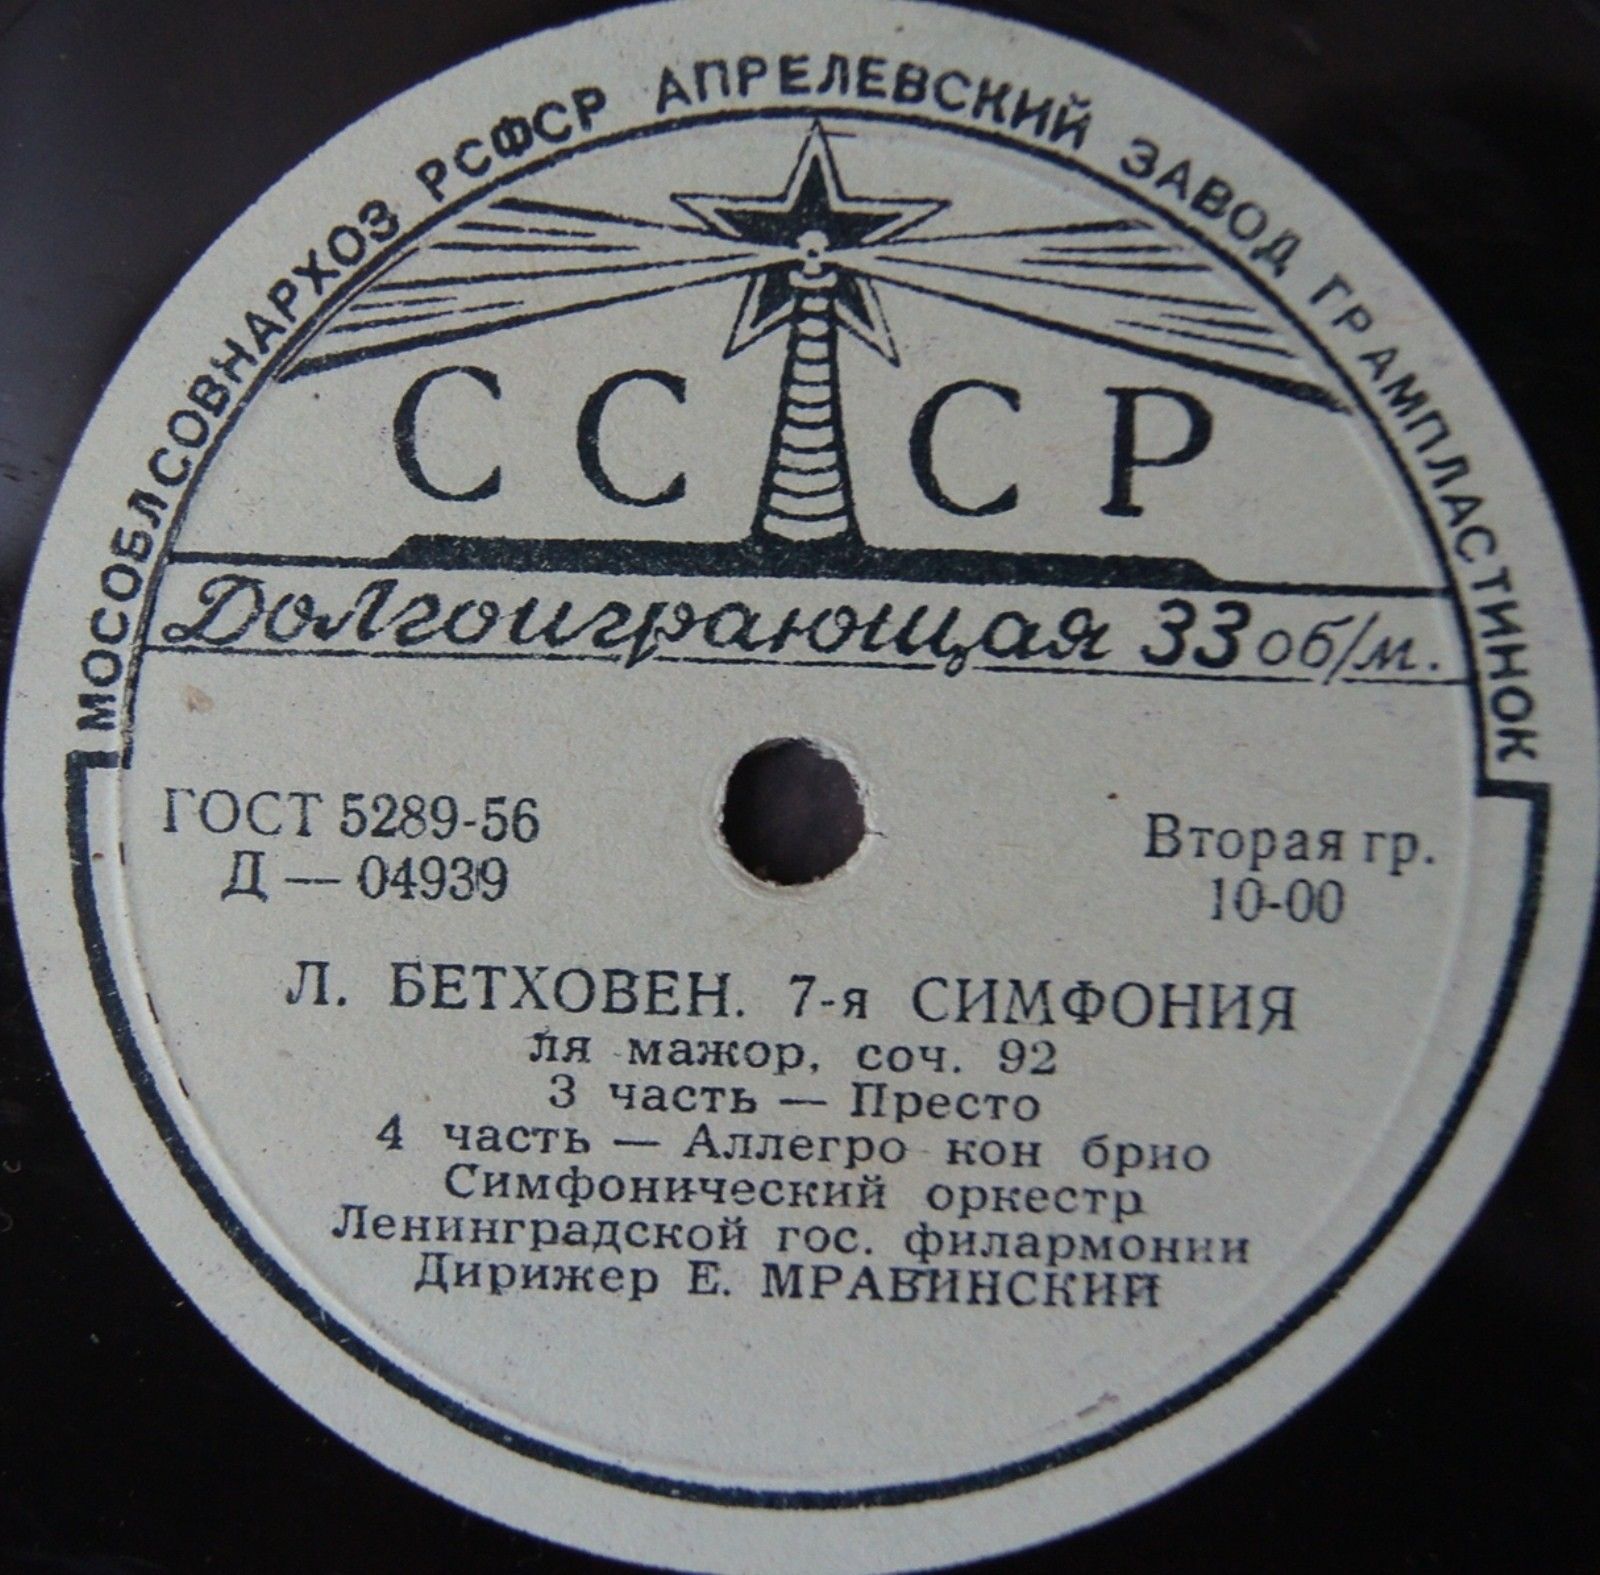 МОСОБЛСОВНАРХОЗ РСФСР АПРЕЛЕВСКИЙ ЗАВОД ГРАМПЛАСТИНОК
СССР
Долгоиграющая 33 об/м.
ГОСТ 5289-56
Д — 04939
Вторая гр.
10-00
Л. БЕТХОВЕН. 7-я СИМФОНИЯ
ля мажор, соч. 92
3 часть — Престо
4 часть — Аллегро кон брио
Симфонический оркестр
Ленинградской гос. филармонии
Дирижер Е. МРАВИНСКИЙ